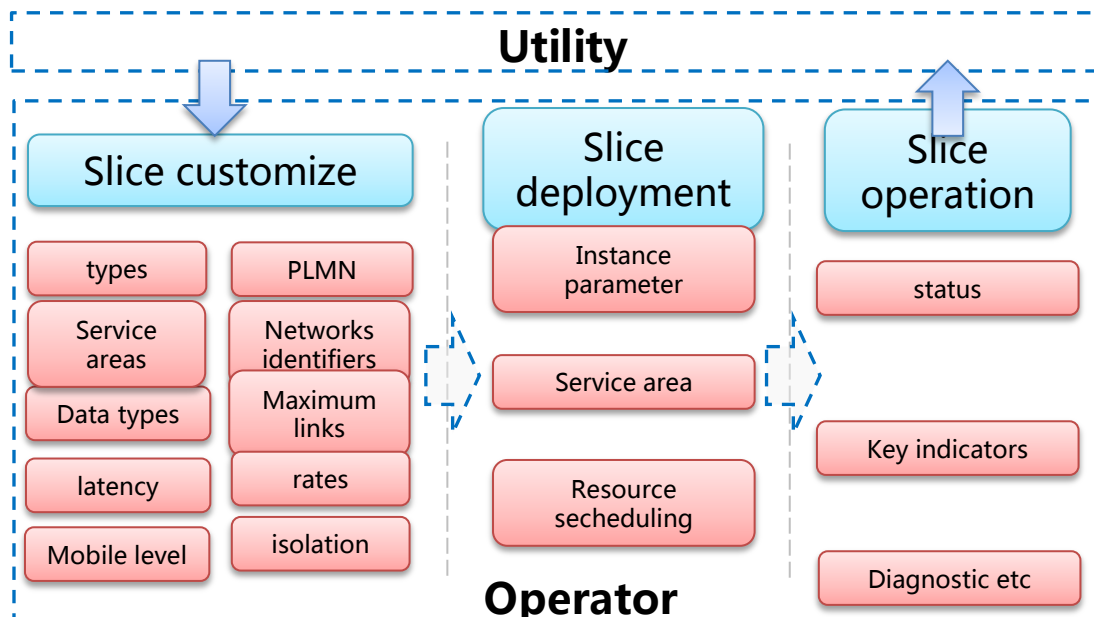 Utility
Slice customize
types
PLMN
Service
areas
Networks
identifiers
Data types
Maximum
links
latency
rates
Mobile level
isolation
Slice
deployment
Instance
parameter
Service area
Resource
secheduling
Slice
operation
status
Key indicators
Diagnostic etc
Operator